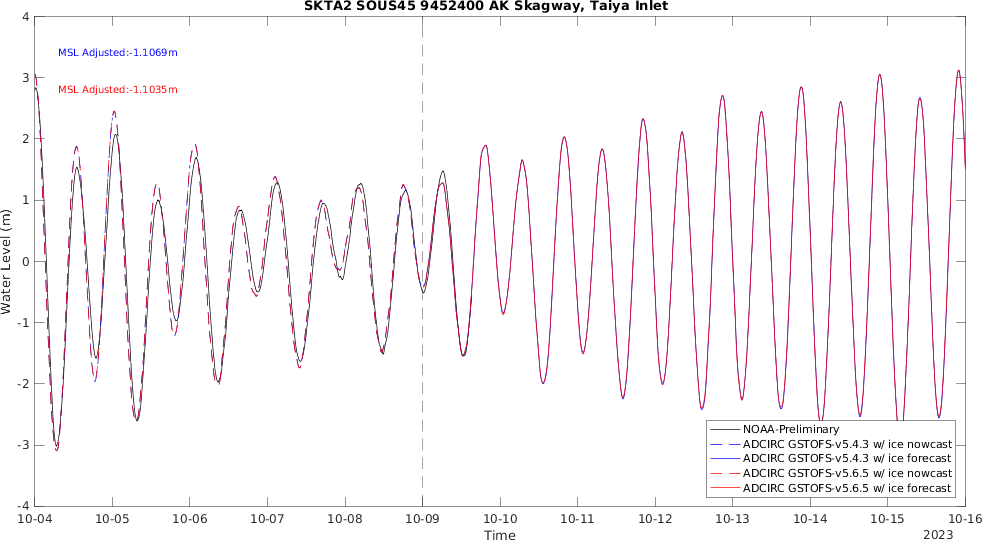 SKTA2 SOUS45 9452400 AK Skagway, Taiya Inlet
4
3
2
1
0
-1
-2
-3
-4
Water Level (m)
MSL Adjusted:-1.1069m
MSL Adjusted:-1.1035m
NOAA-Preliminary
ADCIRC GSTOFS-v5.4.3 w/ ice nowcast
ADCIRC GSTOFS-v5.4.3 w/ ice forecast
ADCIRC GSTOFS-v5.6.5 w/ ice nowcast
ADCIRC GSTOFS-v5.6.5 w/ ice forecast
10-04 10-05 10-06 10-07 10-08 10-09 10-10 10-11 10-12 10-13 10-14 10-15 10-16
Time
2023